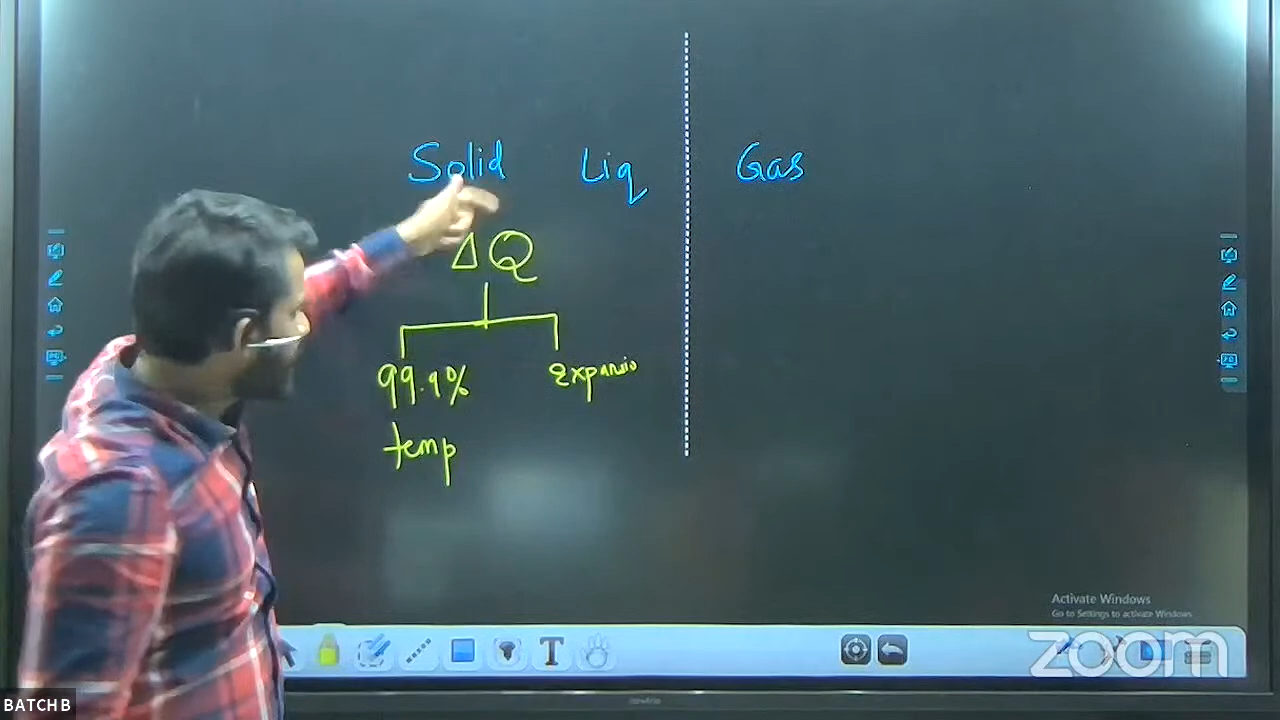 Solid Liq Gas
ΔQ
99.9% expansio
temp
Activate Windows
Go to Settings to activate Windows.
zoom
T
BATCH B